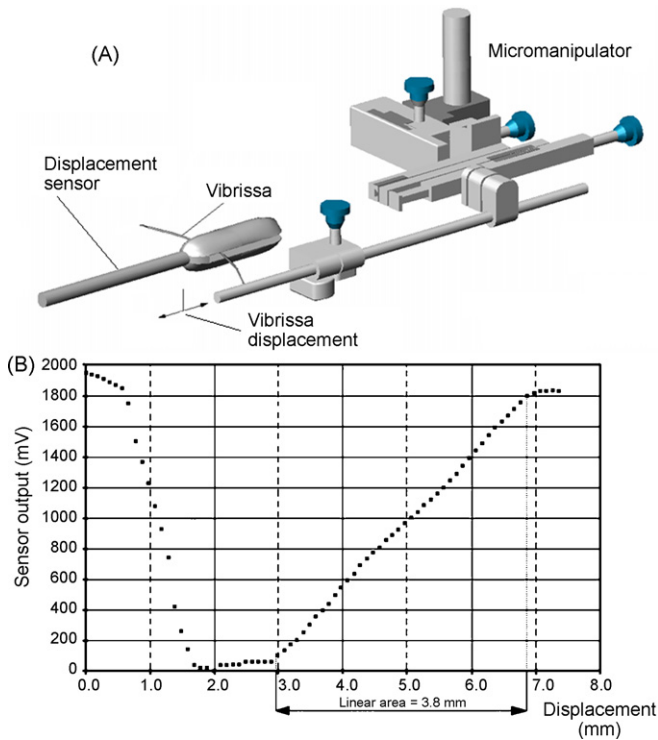 (A)
Micromanipulator
Displacement
sensor
Vibrissa
Vibrissa
displacement
(B)
Sensor output (mV)
2000
1800
1600
1400
1200
1000
800
600
400
200
0
0.0 1.0 2.0 3.0 4.0 5.0 6.0 7.0 8.0
Linear area = 3.8 mm
Displacement
(mm)